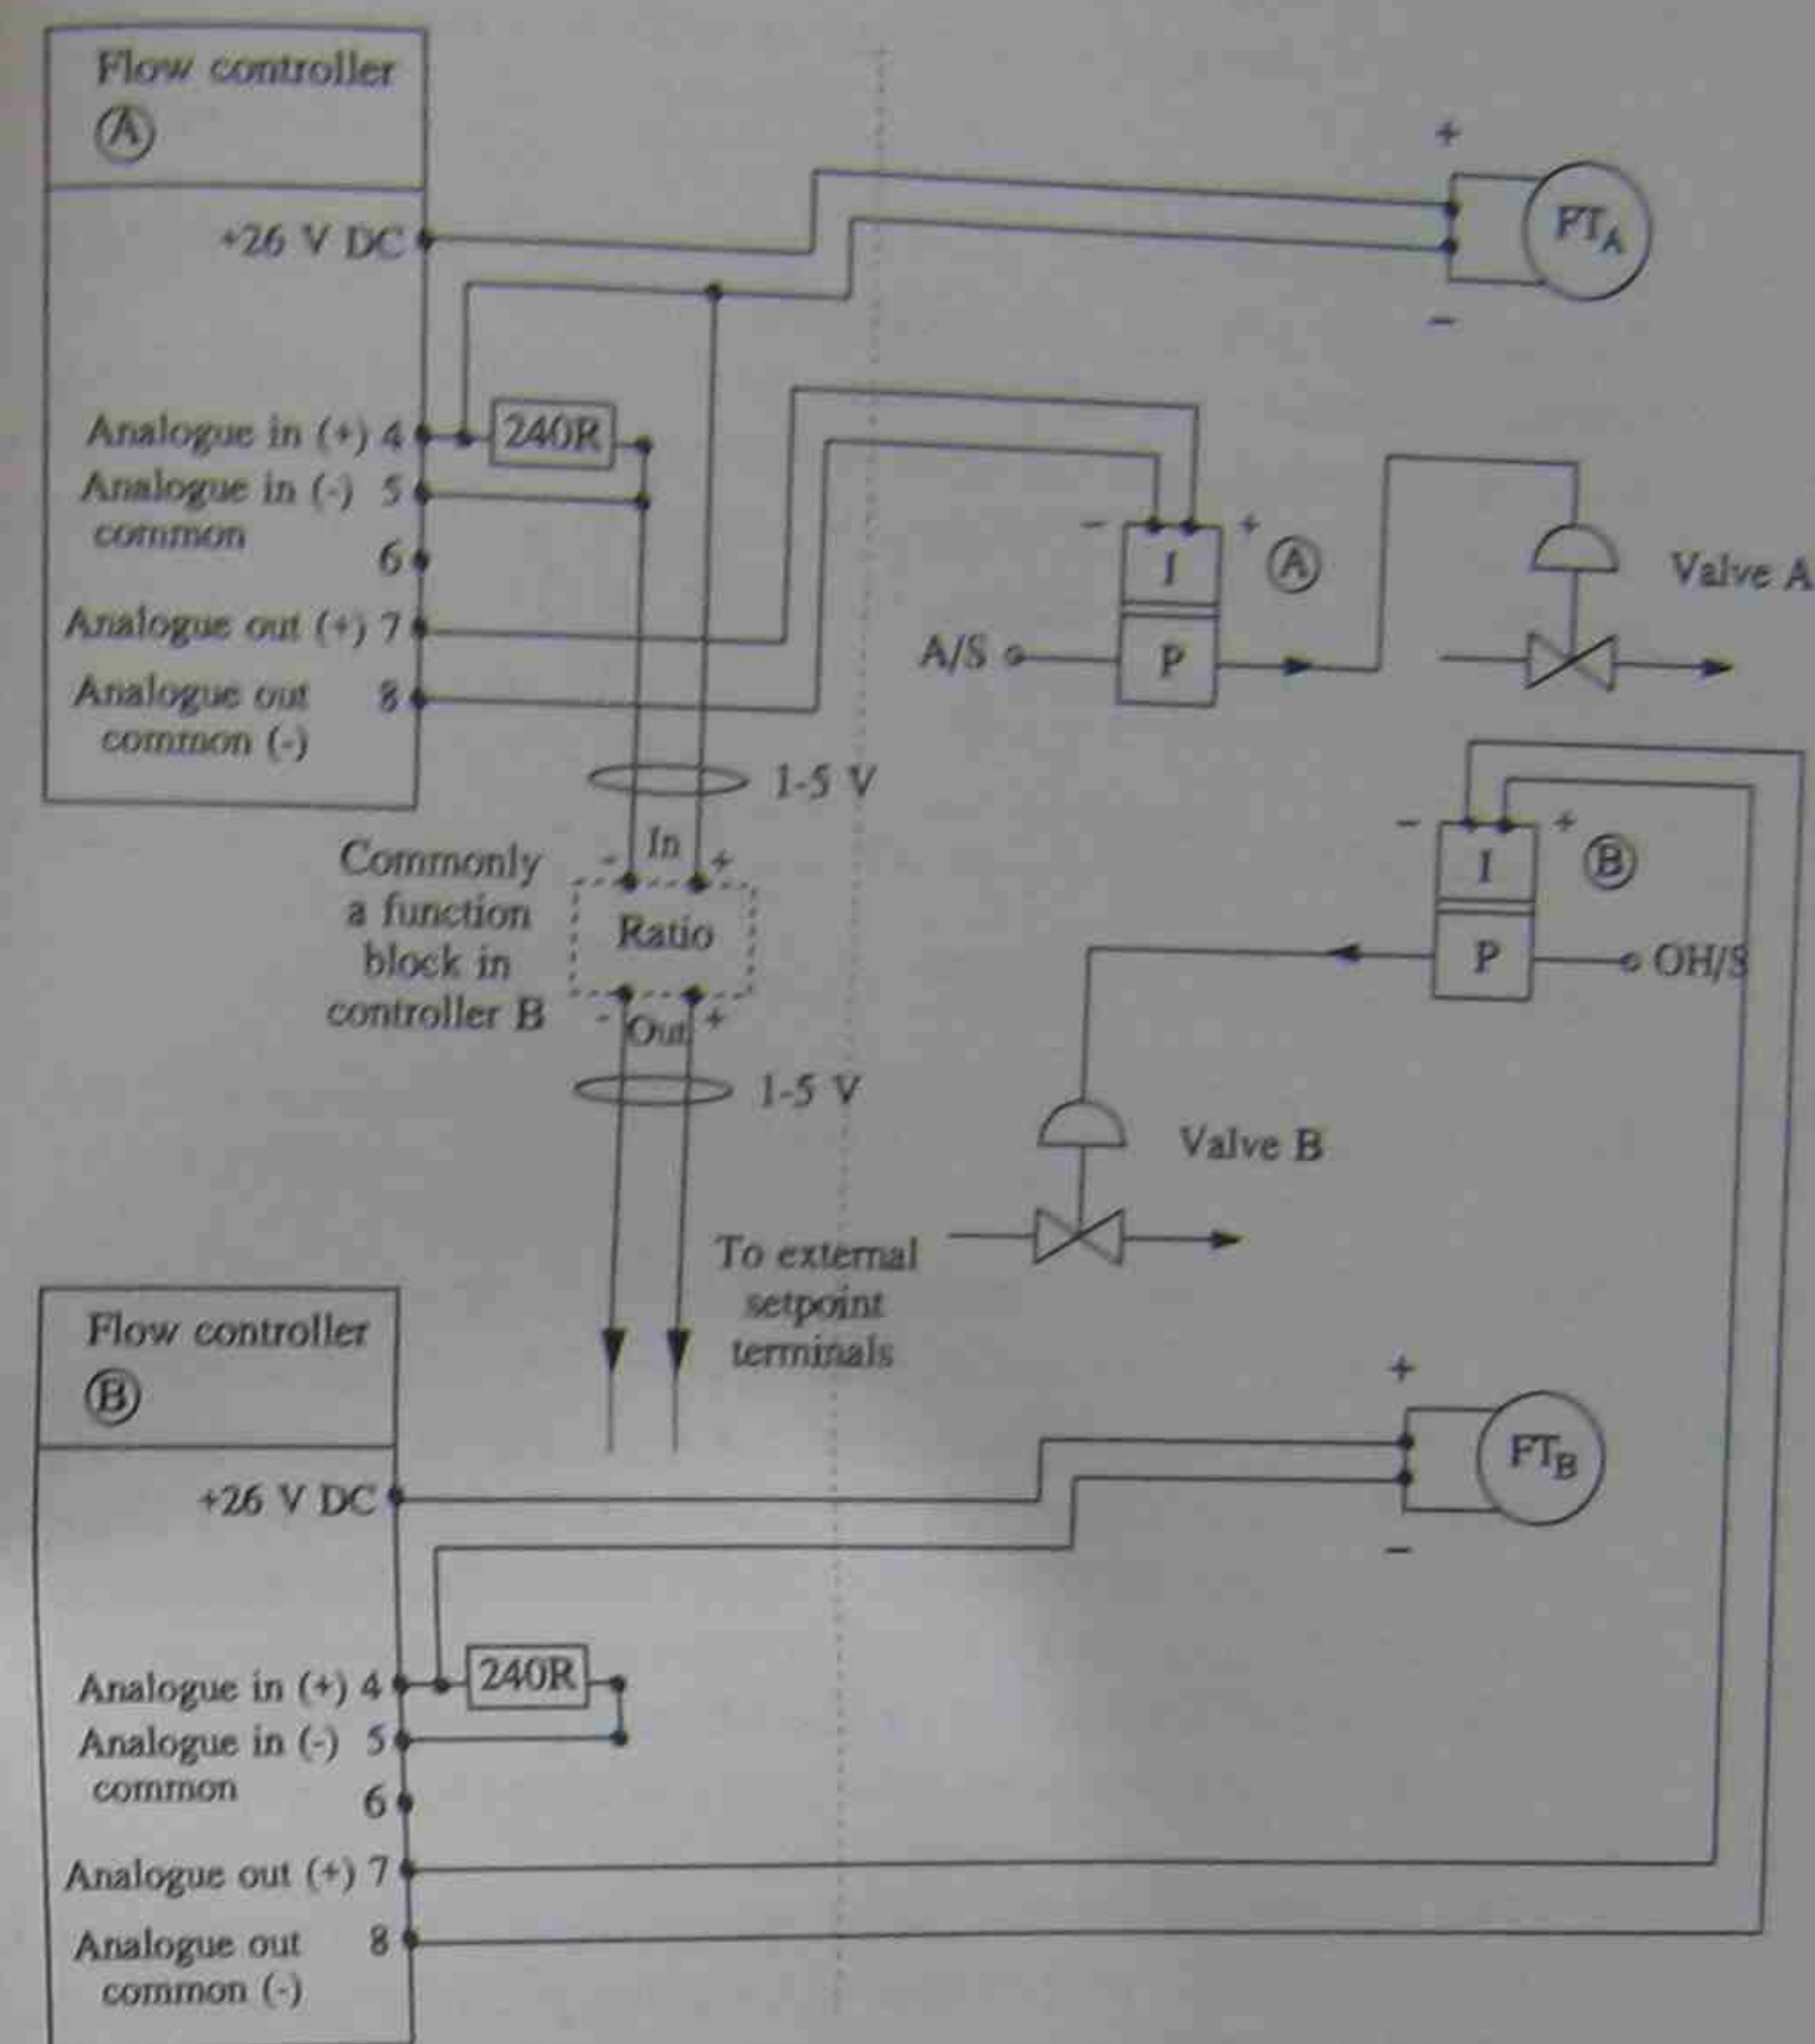 Flow controller
A
+26 V DC
+
FTA
−
Analogue in (+) 4
240R
Analogue in (-) 5
common
6
Analogue out (+) 7
Analogue out 8
common (-)
− +
I
A
Valve A
A/S
P
1-5 V
Commonly
a function
block in
controller B
- In +
Ratio
- Out +
1-5 V
− +
I
B
P
OH/S
Valve B
To external
setpoint
terminals
Flow controller
B
+26 V DC
+
FTB
−
Analogue in (+) 4
240R
Analogue in (-) 5
common
6
Analogue out (+) 7
Analogue out 8
common (-)